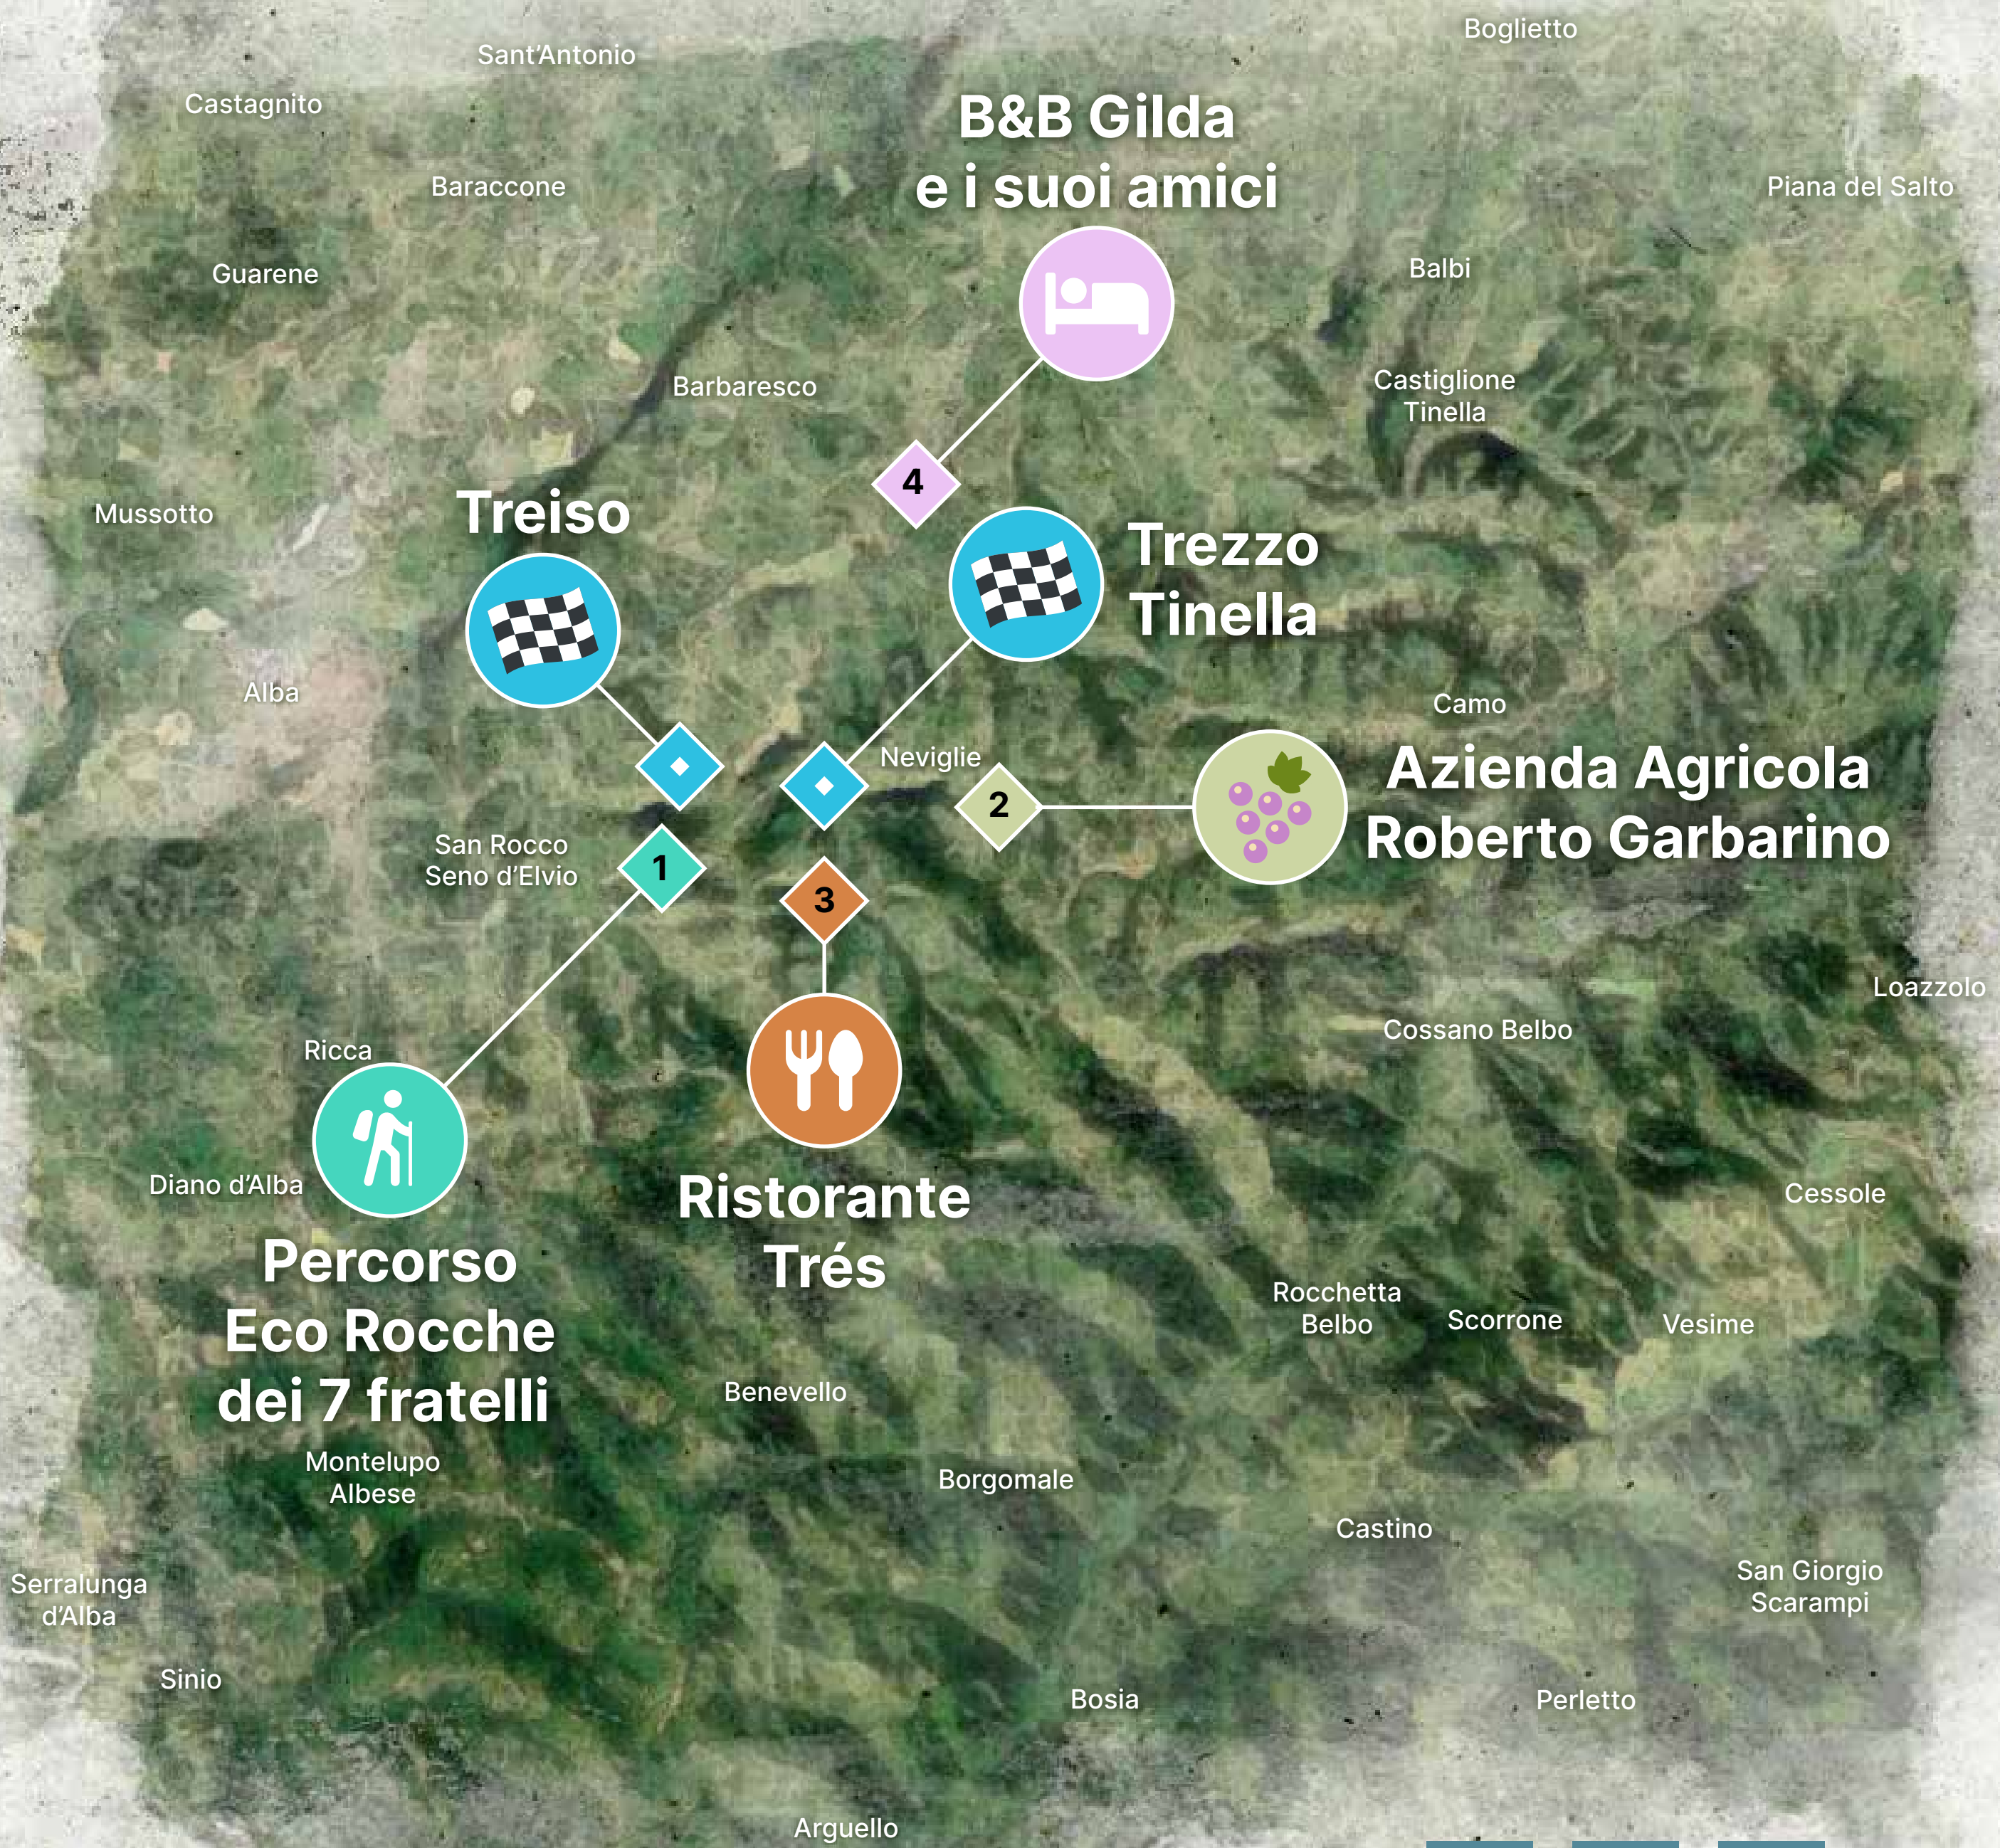 Boglietto
Sant’Antonio
Castagnito
B&B Gilda
e i suoi amici
Baraccone
Piana del Salto
Guarene
Balbi
Barbaresco
Castiglione
Tinella
4
Treiso
Mussotto
Trezzo
Tinella
Alba
Camo
Neviglie
Azienda Agricola
Roberto Garbarino
2
San Rocco
Seno d’Elvio
1
3
Loazzolo
Cossano Belbo
Ricca
Diano d’Alba
Ristorante
Trés
Cessole
Percorso
Eco Rocche
dei 7 fratelli
Rocchetta
Belbo
Scorrone
Vesime
Benevello
Montelupo
Albese
Borgomale
Castino
San Giorgio
Scarampi
Serralunga
d’Alba
Sinio
Bosia
Perletto
Arguello